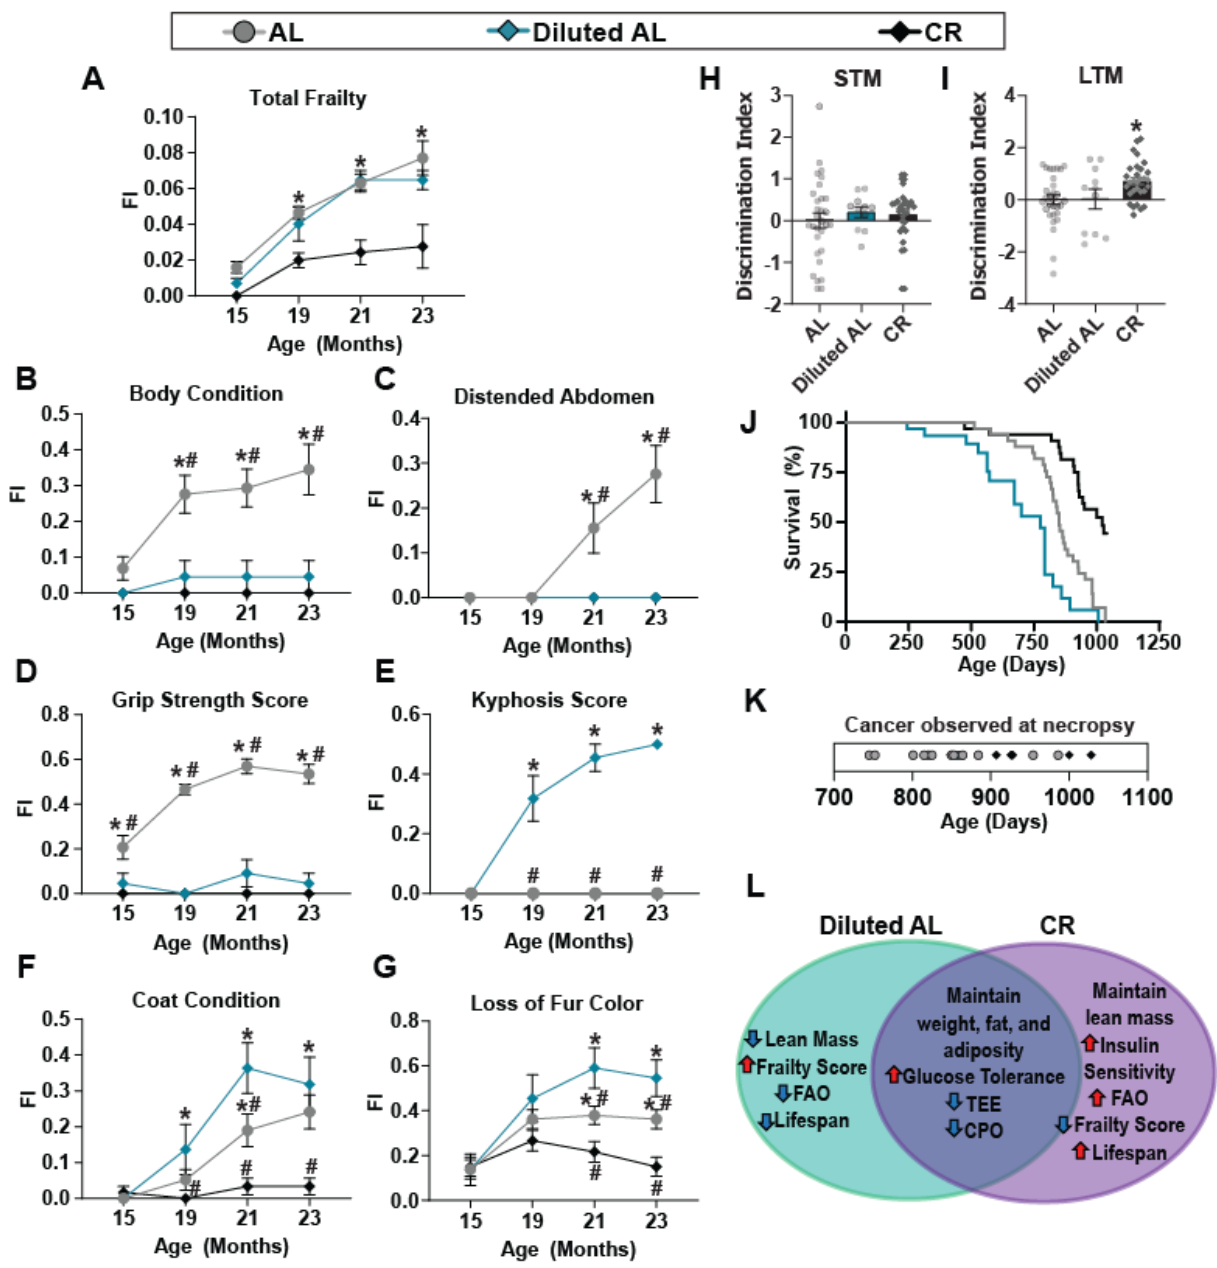 AL Diluted AL CR
A
Total Frailty
FI
0.10
0.08
0.06
0.04
0.02
0.00
* * *
15 19 21 23
Age (Months)
B
Body Condition
FI
0.5
0.4
0.3
0.2
0.1
0.0
*# *# *#
15 19 21 23
Age (Months)
C
Distended Abdomen
FI
0.4
0.3
0.2
0.1
0.0
*# *#
15 19 21 23
Age (Months)
D
Grip Strength Score
FI
0.8
0.6
0.4
0.2
0.0
*# *# *# *#
15 19 21 23
Age (Months)
E
Kyphosis Score
FI
0.6
0.4
0.2
0.0
* * *
# # #
15 19 21 23
Age (Months)
F
Coat Condition
FI
0.5
0.4
0.3
0.2
0.1
0.0
* * *
*#
# # #
15 19 21 23
Age (Months)
G
Loss of Fur Color
FI
0.8
0.6
0.4
0.2
0.0
* *
*# *#
# #
15 19 21 23
Age (Months)
H
STM
Discrimination Index
3
2
1
0
-1
-2
AL
Diluted AL
CR
I
LTM
Discrimination Index
4
2
0
-2
-4
*
AL
Diluted AL
CR
J
Survival (%)
100
75
50
25
0
0 250 500 750 1000 1250
Age (Days)
K
Cancer observed at necropsy
700 800 900 1000 1100
Age (Days)
L
Diluted AL
CR
Lean Mass
Frailty Score
FAO
Lifespan
Maintain
weight, fat, and
adiposity
Glucose Tolerance
TEE
CPO
Maintain
lean mass
Insulin
Sensitivity
FAO
Frailty Score
Lifespan